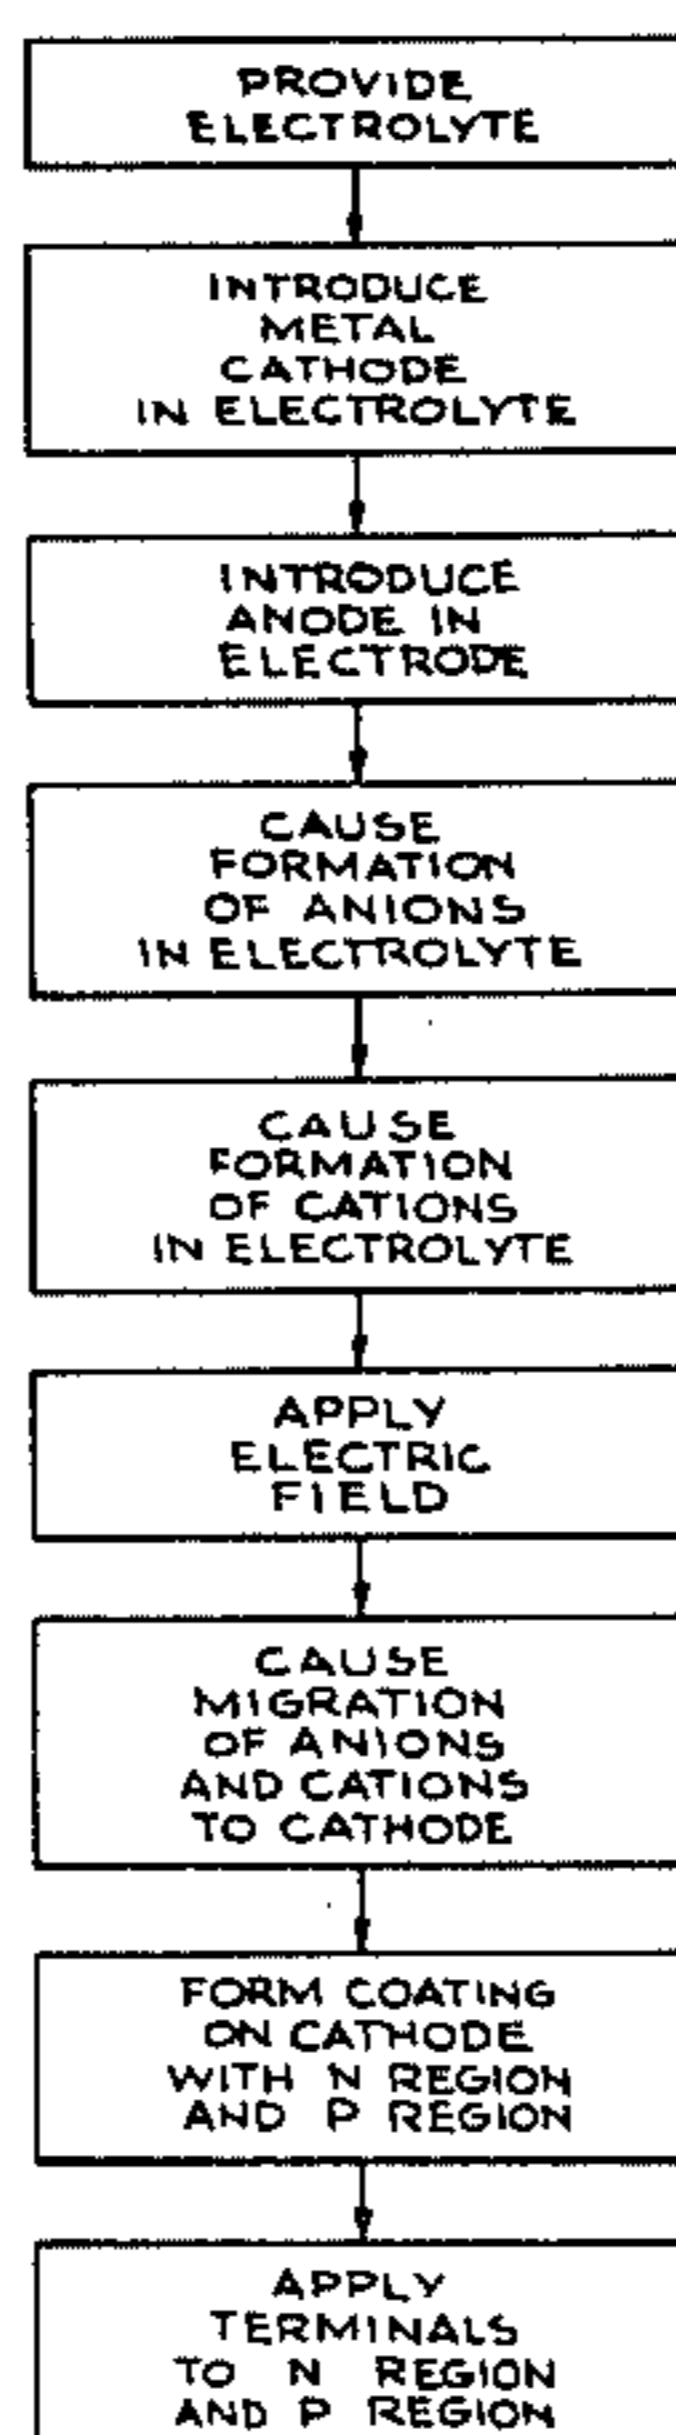 PROVIDE
ELECTROLYTE
INTRODUCE
METAL
CATHODE
IN ELECTROLYTE
INTRODUCE
ANODE IN
ELECTRODE
CAUSE
FORMATION
OF ANIONS
IN ELECTROLYTE
CAUSE
FORMATION
OF CATIONS
IN ELECTROLYTE
APPLY
ELECTRIC
FIELD
CAUSE
MIGRATION
OF ANIONS
AND CATIONS
TO CATHODE
FORM COATING
ON CATHODE
WITH N REGION
AND P REGION
APPLY
TERMINALS
TO N REGION
AND P REGION